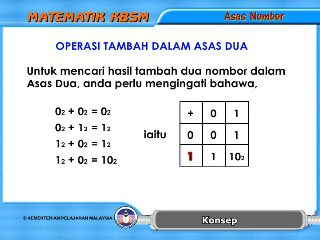 MATEMATIK KBSM
Asas Nombor
OPERASI TAMBAH DALAM ASAS DUA
Untuk mencari hasil tambah dua nombor dalam
Asas Dua, anda perlu mengingati bahawa,
0₂ + 0₂ = 0₂
0₂ + 1₂ = 1₂
1₂ + 0₂ = 1₂
1₂ + 0₂ = 10₂
iaitu
+ 0 1
0 0 1
1 1 10₂
© KEMENTERIAN PELAJARAN MALAYSIA
Konsep